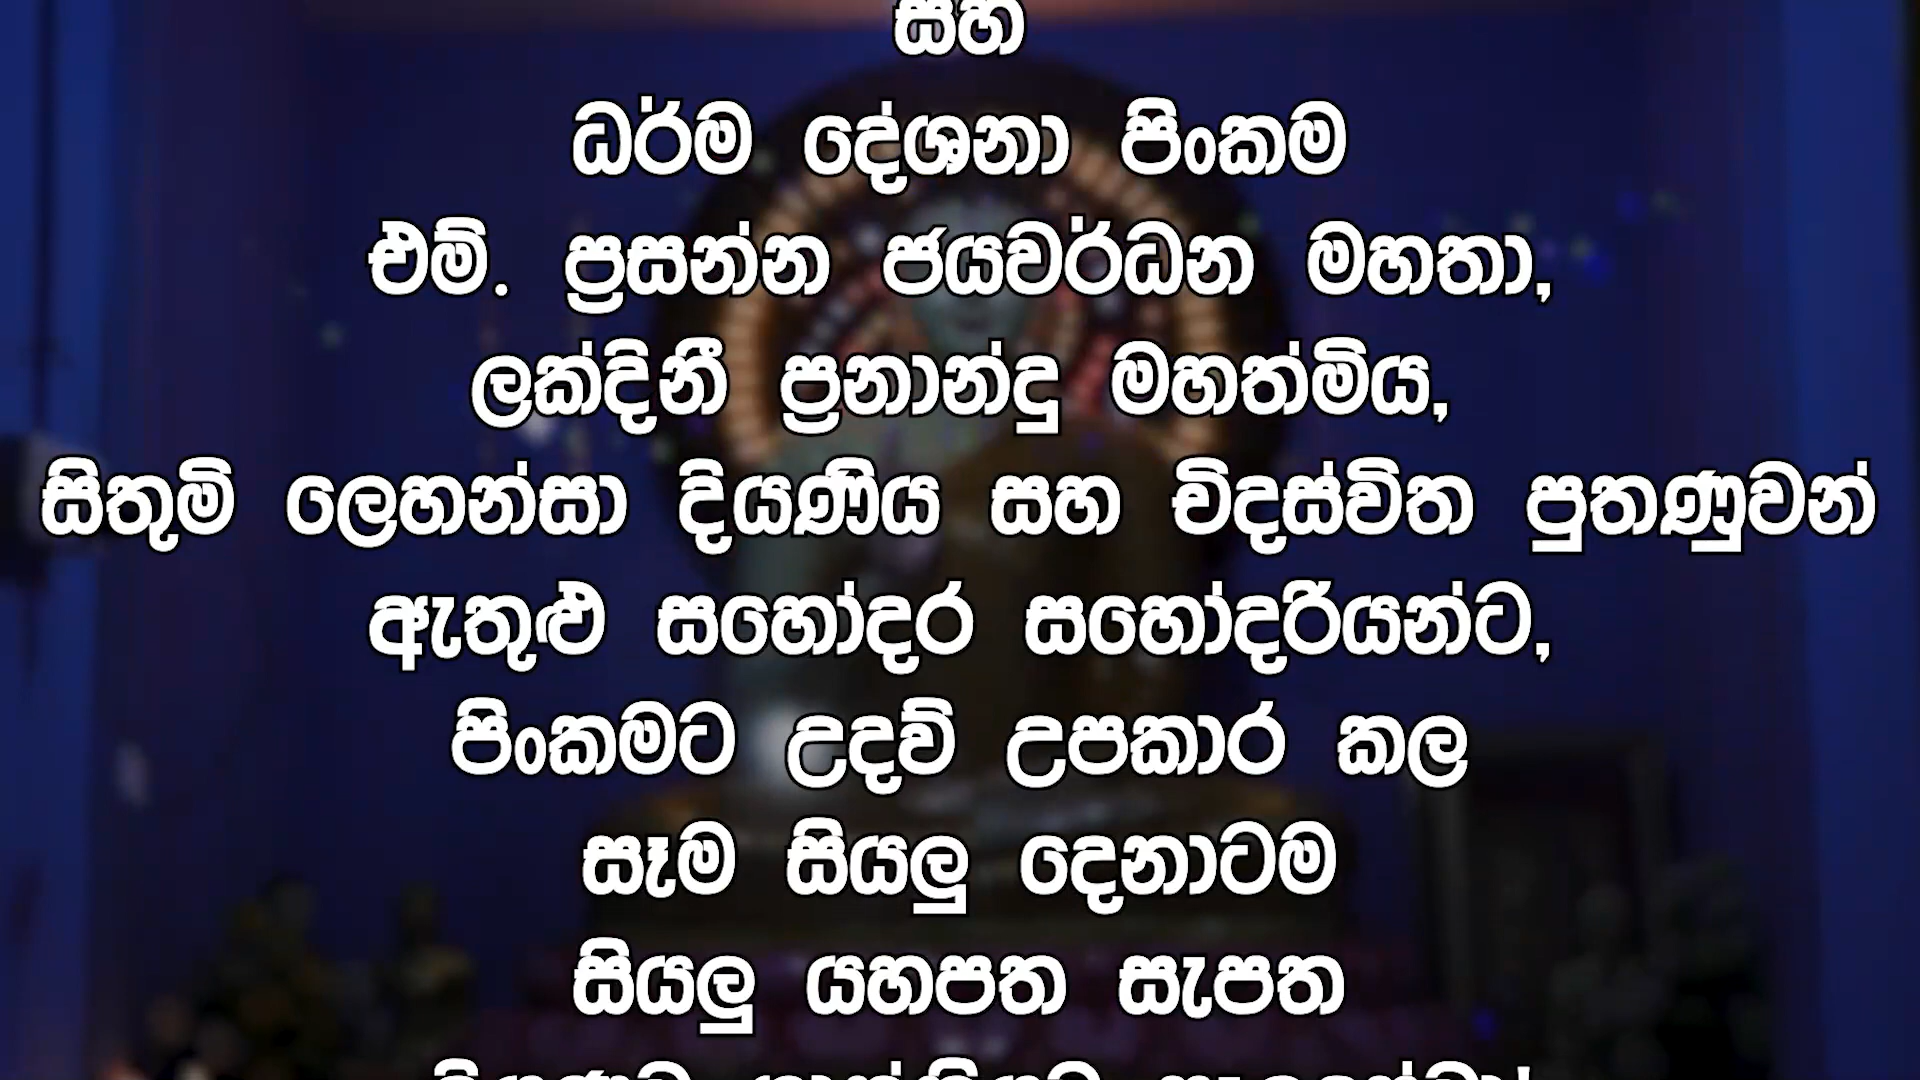 සහ
ධර්ම දේශනා පිංකම
එම්. ප්‍රසන්න ජයවර්ධන මහතා,
ලක්දිනී ප්‍රනාන්දු මහත්මිය,
සිතුමි ලෙහන්සා දියණිය සහ චිදස්විත පුතණුවන්
ඇතුළු සහෝදර සහෝදරියන්ට,
පිංකමට උදව් උපකාර කල
සෑම සියලු දෙනාටම
සියලු යහපත සැපත